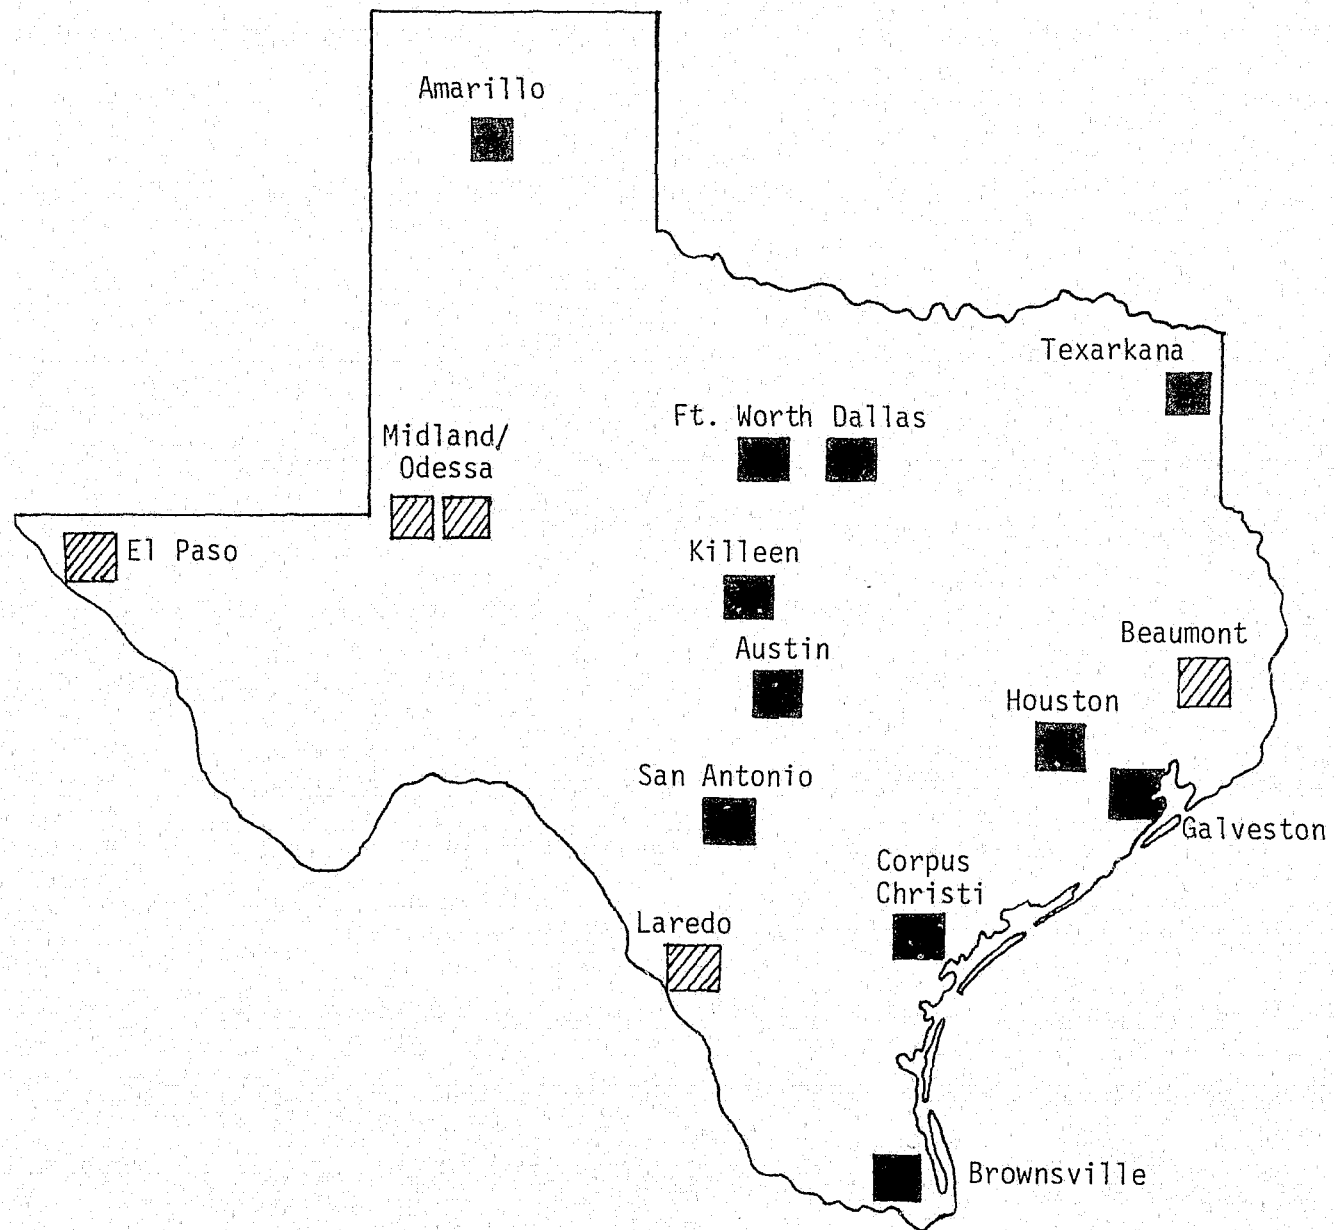 Amarillo
Texarkana
Ft. Worth Dallas
Midland/
Odessa
El Paso
Killeen
Beaumont
Austin
Houston
San Antonio
Galveston
Corpus
Christi
Laredo
Brownsville